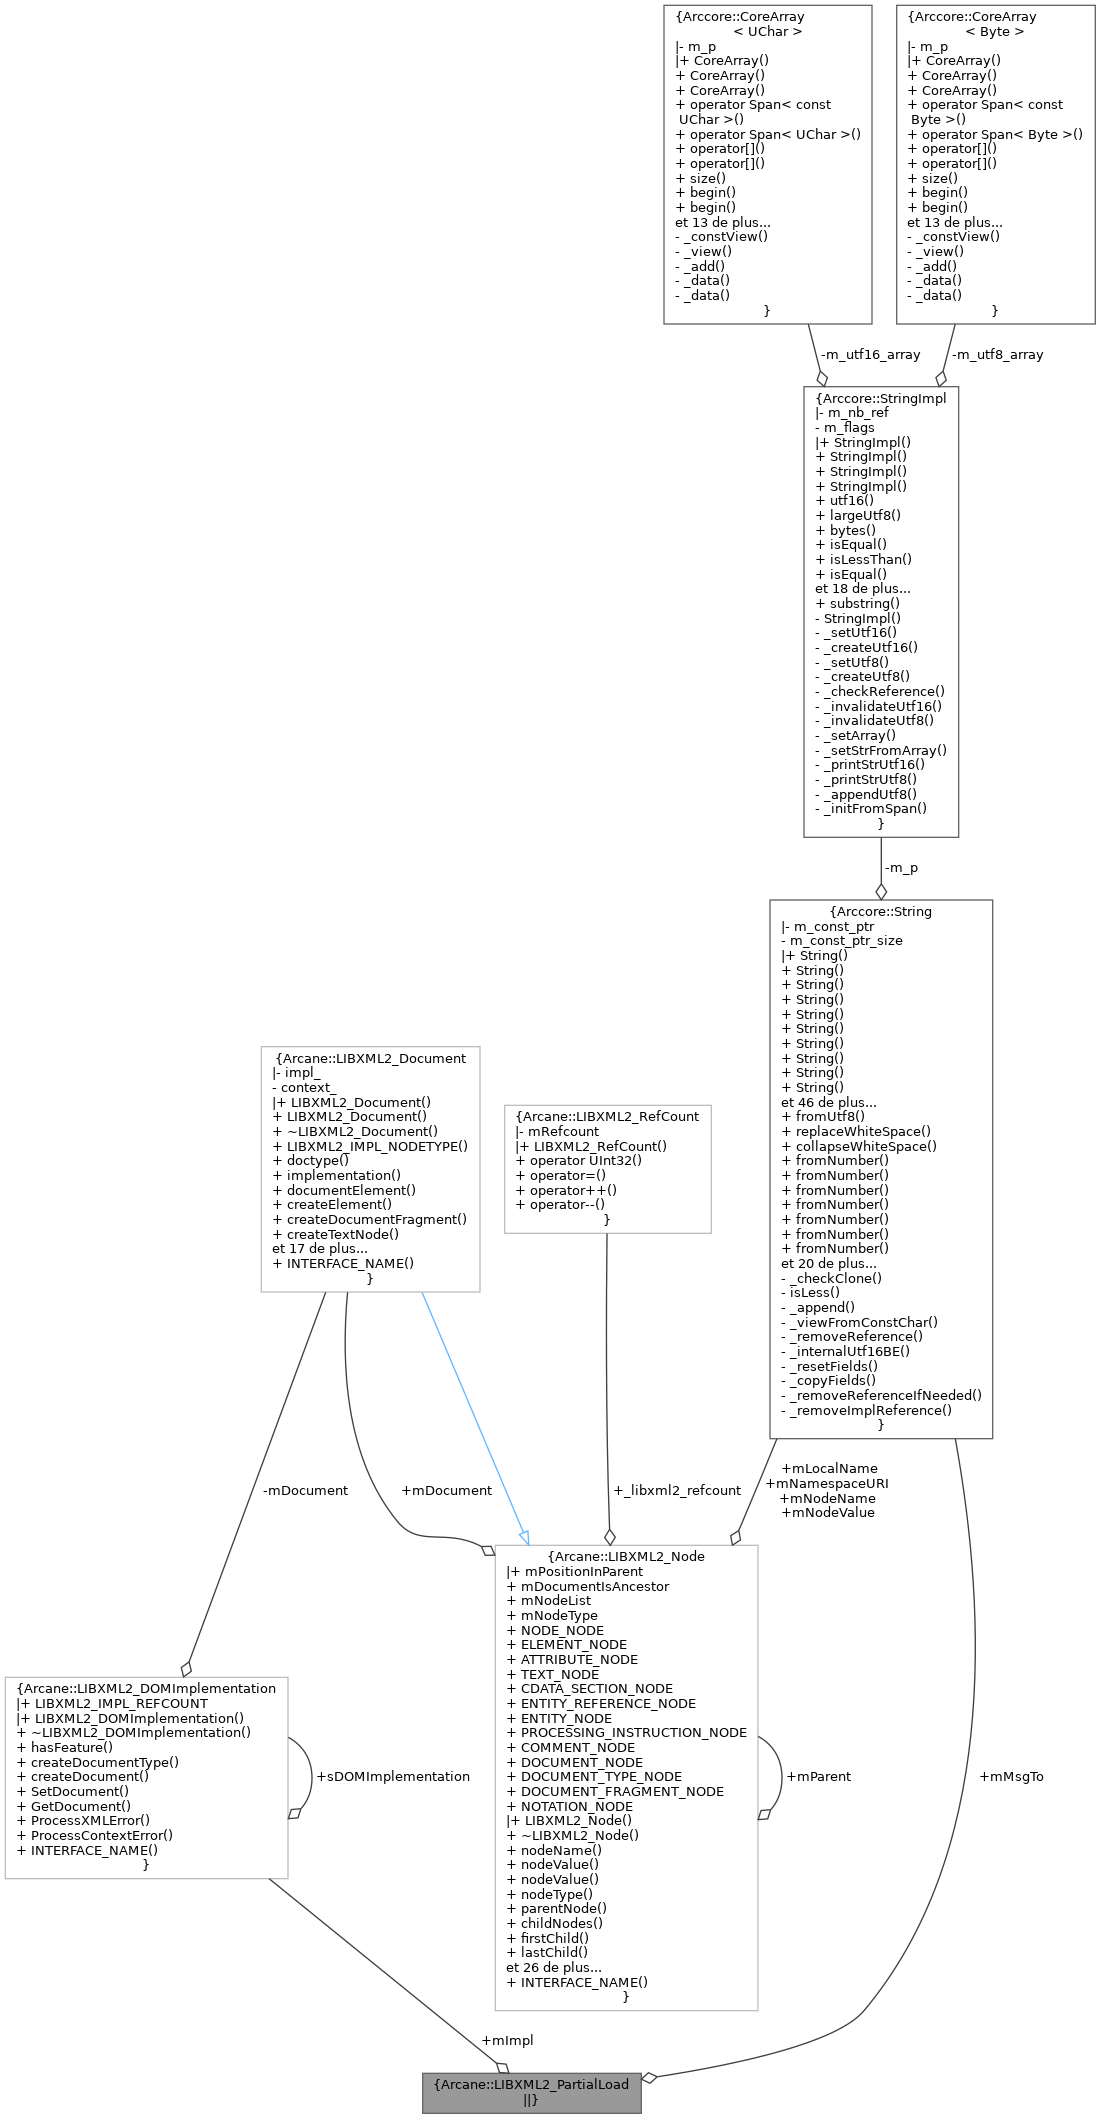 {Arccore::CoreArray
< UChar >
|- m_p
|+ CoreArray()
+ CoreArray()
+ CoreArray()
+ operator Span< const
UChar >()
+ operator Span< UChar >()
+ operator[]()
+ operator[]()
+ size()
+ begin()
+ begin()
et 13 de plus...
- _constView()
- _view()
- _add()
- _data()
- _data()
}
{Arccore::CoreArray
< Byte >
|- m_p
|+ CoreArray()
+ CoreArray()
+ CoreArray()
+ operator Span< const
Byte >()
+ operator Span< Byte >()
+ operator[]()
+ operator[]()
+ size()
+ begin()
+ begin()
et 13 de plus...
- _constView()
- _view()
- _add()
- _data()
- _data()
}
-m_utf16_array
-m_utf8_array
{Arccore::StringImpl
|- m_nb_ref
- m_flags
|+ StringImpl()
+ StringImpl()
+ StringImpl()
+ StringImpl()
+ utf16()
+ largeUtf8()
+ bytes()
+ isEqual()
+ isLessThan()
+ isEqual()
et 18 de plus...
+ substring()
- StringImpl()
- _setUtf16()
- _createUtf16()
- _setUtf8()
- _createUtf8()
- _checkReference()
- _invalidateUtf16()
- _invalidateUtf8()
- _setArray()
- _setStrFromArray()
- _printStrUtf16()
- _printStrUtf8()
- _appendUtf8()
- _initFromSpan()
}
-m_p
{Arccore::String
|- m_const_ptr
- m_const_ptr_size
|+ String()
+ String()
+ String()
+ String()
+ String()
+ String()
+ String()
+ String()
+ String()
+ String()
et 46 de plus...
+ fromUtf8()
+ replaceWhiteSpace()
+ collapseWhiteSpace()
+ fromNumber()
+ fromNumber()
+ fromNumber()
+ fromNumber()
+ fromNumber()
+ fromNumber()
+ fromNumber()
et 20 de plus...
- _checkClone()
- isLess()
- _append()
- _viewFromConstChar()
- _removeReference()
- _internalUtf16BE()
- _resetFields()
- _copyFields()
- _removeReferenceIfNeeded()
- _removeImplReference()
}
{Arcane::LIBXML2_Document
|- impl_
- context_
|+ LIBXML2_Document()
+ LIBXML2_Document()
+ ~LIBXML2_Document()
+ LIBXML2_IMPL_NODETYPE()
+ doctype()
+ implementation()
+ documentElement()
+ createElement()
+ createDocumentFragment()
+ createTextNode()
et 17 de plus...
+ INTERFACE_NAME()
}
{Arcane::LIBXML2_RefCount
|- mRefcount
|+ LIBXML2_RefCount()
+ operator UInt32()
+ operator=()
+ operator++()
+ operator--()
}
-mDocument
+mDocument
+_libxml2_refcount
+mLocalName
+mNamespaceURI
+mNodeName
+mNodeValue
{Arcane::LIBXML2_Node
|+ mPositionInParent
+ mDocumentIsAncestor
+ mNodeList
+ mNodeType
+ NODE_NODE
+ ELEMENT_NODE
+ ATTRIBUTE_NODE
+ TEXT_NODE
+ CDATA_SECTION_NODE
+ ENTITY_REFERENCE_NODE
+ ENTITY_NODE
+ PROCESSING_INSTRUCTION_NODE
+ COMMENT_NODE
+ DOCUMENT_NODE
+ DOCUMENT_TYPE_NODE
+ DOCUMENT_FRAGMENT_NODE
+ NOTATION_NODE
|+ LIBXML2_Node()
+ ~LIBXML2_Node()
+ nodeName()
+ nodeValue()
+ nodeValue()
+ nodeType()
+ parentNode()
+ childNodes()
+ firstChild()
+ lastChild()
et 26 de plus...
+ INTERFACE_NAME()
}
+mParent
{Arcane::LIBXML2_DOMImplementation
|+ LIBXML2_IMPL_REFCOUNT
|+ LIBXML2_DOMImplementation()
+ ~LIBXML2_DOMImplementation()
+ hasFeature()
+ createDocumentType()
+ createDocument()
+ SetDocument()
+ GetDocument()
+ ProcessXMLError()
+ ProcessContextError()
+ INTERFACE_NAME()
}
+sDOMImplementation
+mMsgTo
+mImpl
{Arcane::LIBXML2_PartialLoad
||}